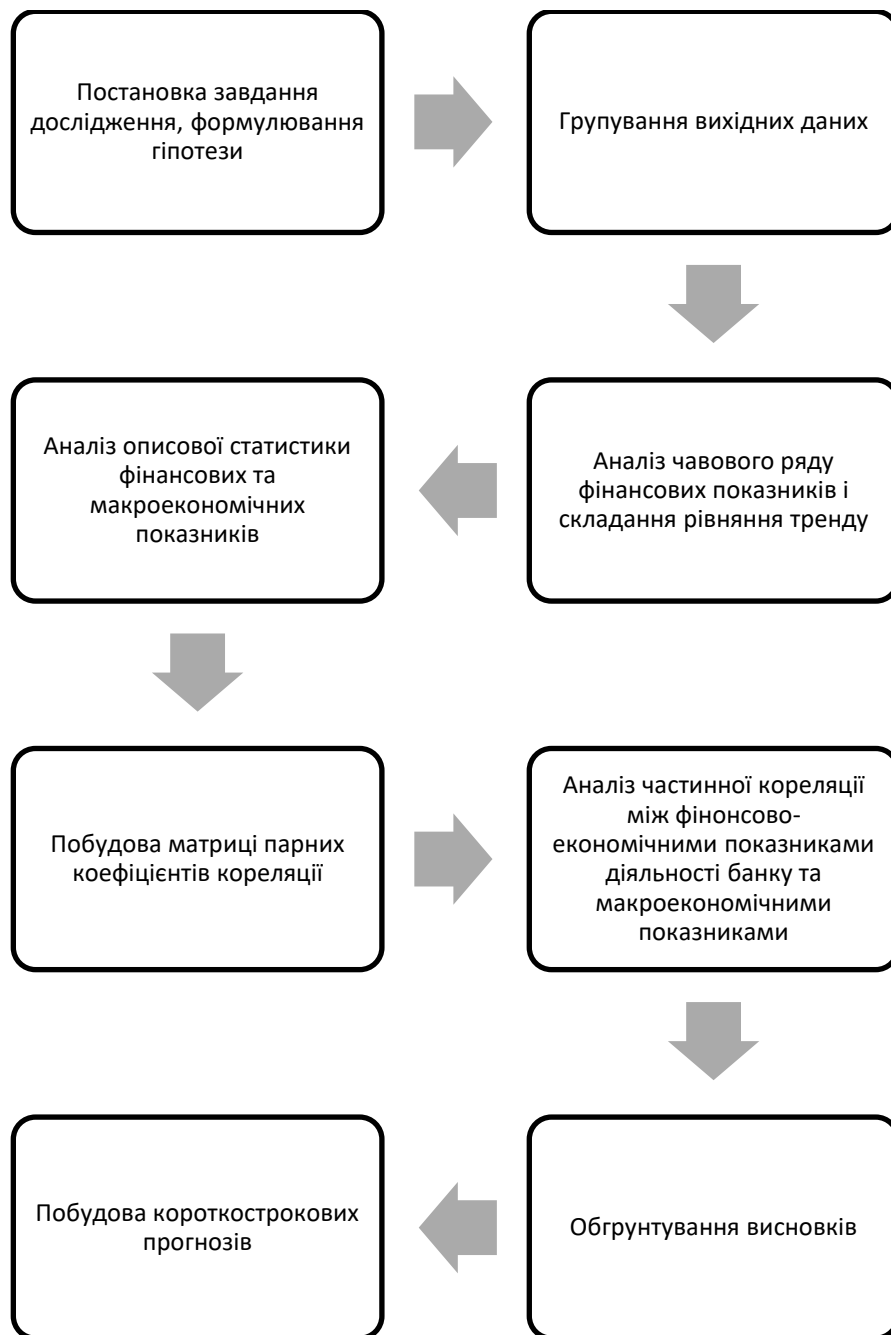 Постановка завдання
дослідження, формулювання
гіпотези
Групування вихідних даних
Аналіз чавового ряду
фінансових показників і
складання рівняння тренду
Аналіз описової статистики
фінансових та
макроекономічних
показників
Побудова матриці парних
коефіцієнтів кореляції
Аналіз частинної кореляції
між фінонсово-
економічними показниками
діяльності банку та
макроекономічними
показниками
Обгрунтування висновків
Побудова короткострокових
прогнозів